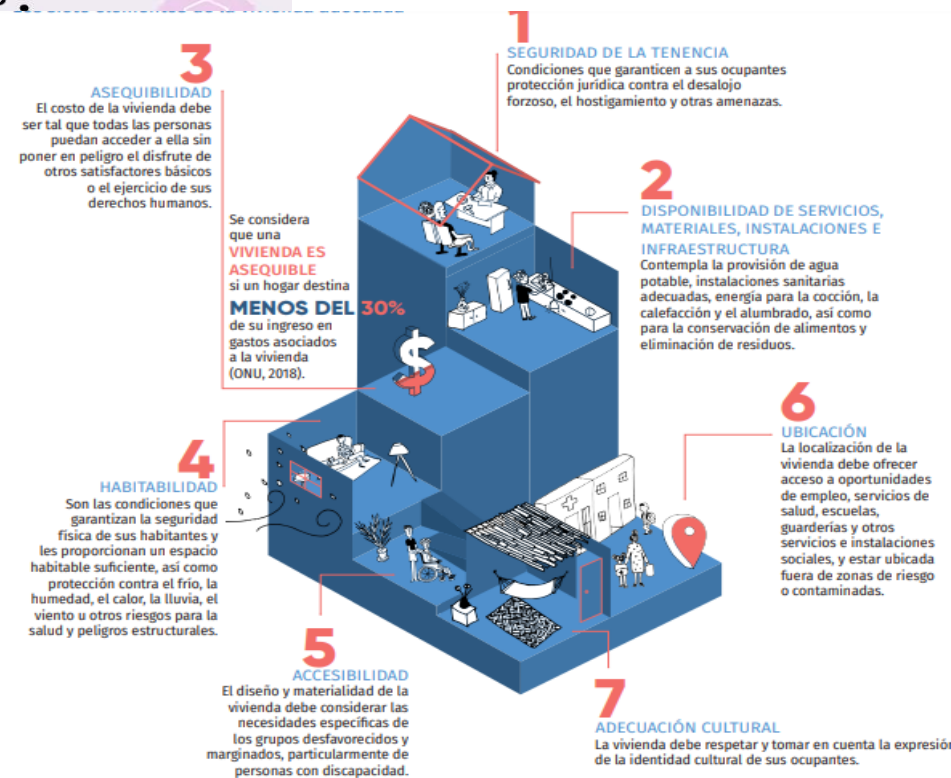 1
SEGURIDAD DE LA TENENCIA
Condiciones que garanticen a sus ocupantes
protección jurídica contra el desalojo
forzoso, el hostigamiento y otras amenazas.
2
DISPONIBILIDAD DE SERVICIOS,
MATERIALES, INSTALACIONES E
INFRAESTRUCTURA
Contempla la provisión de agua
potable, instalaciones sanitarias
adecuadas, energía para la cocción, la
calefacción y el alumbrado, así como
para la conservación de alimentos y
eliminación de residuos.
3
ASEQUIBILIDAD
El costo de la vivienda debe
ser tal que todas las personas
puedan acceder a ella sin
poner en peligro el disfrute de
otros satisfactores básicos
o el ejercicio de sus
derechos humanos.
Se considera
que una
VIVIENDA ES
ASEQUIBLE
si un hogar destina
MENOS DEL 30%
de su ingreso en
gastos asociados
a la vivienda
(ONU, 2018).
$
4
HABITABILIDAD
Son las condiciones que
garantizan la seguridad
física de sus habitantes y
les proporcionan un espacio
habitable suficiente, así como
protección contra el frío, la
humedad, el calor, la lluvia, el
viento u otros riesgos para la
salud y peligros estructurales.
5
ACCESIBILIDAD
El diseño y materialidad de la
vivienda debe considerar las
necesidades específicas de
los grupos desfavorecidos y
marginados, particularmente de
personas con discapacidad.
6
UBICACIÓN
La localización de la
vivienda debe ofrecer
acceso a oportunidades
de empleo, servicios de
salud, escuelas,
guarderías y otros
servicios e instalaciones
sociales, y estar ubicada
fuera de zonas de riesgo
o contaminadas.
7
ADECUACIÓN CULTURAL
La vivienda debe respetar y tomar en cuenta la expresión
de la identidad cultural de sus ocupantes.